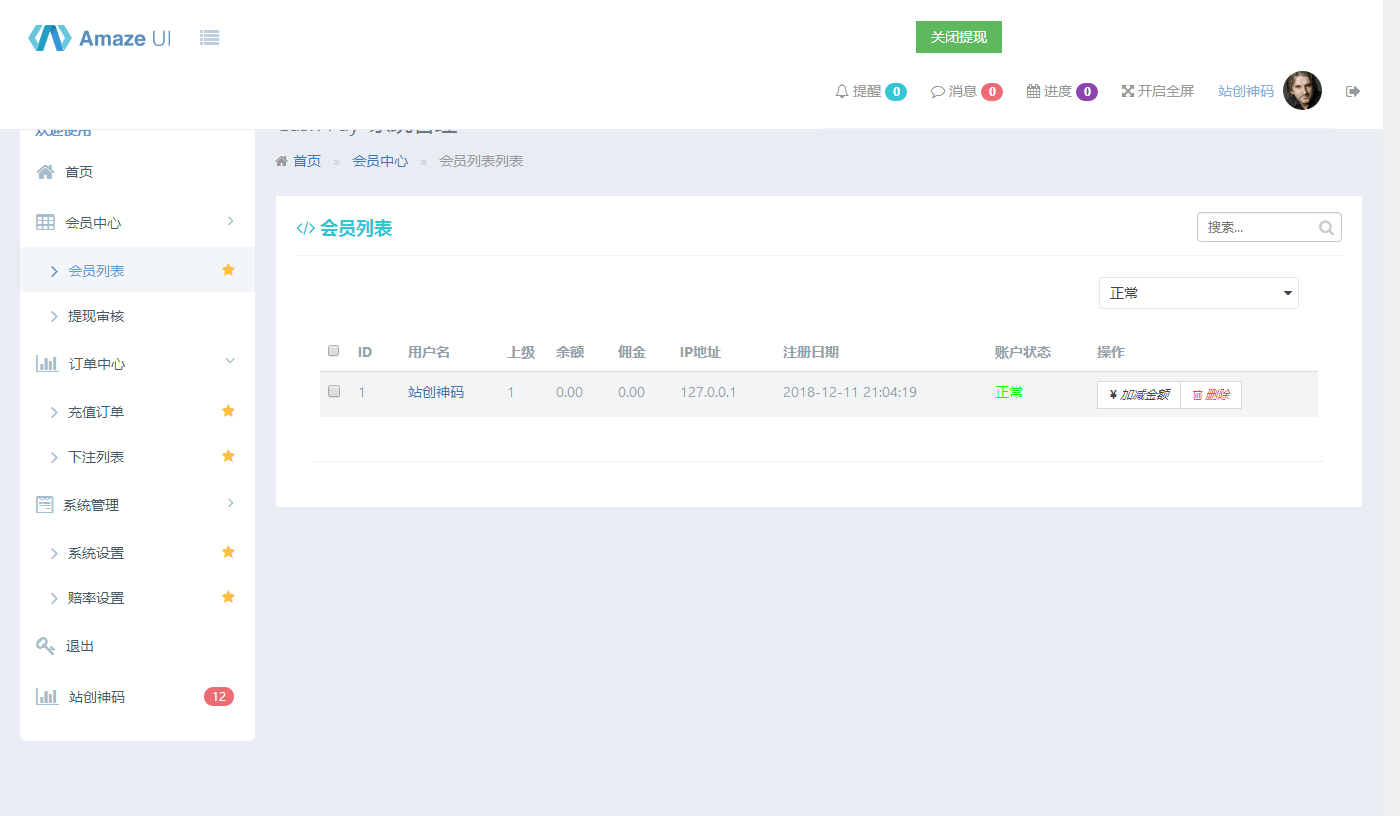 Amaze UI
关闭提现
提醒 0 消息 0 进度 0 开启全屏 站创神码
欢迎使用
首页
会员中心
会员列表
提现审核
订单中心
充值订单
下注列表
系统管理
系统设置
赔率设置
退出
站创神码 12
首页 » 会员中心 » 会员列表列表
</> 会员列表
搜索...
正常
ID 用户名 上级 余额 佣金 IP地址 注册日期 账户状态 操作
1 站创神码 1 0.00 0.00 127.0.0.1 2018-12-11 21:04:19 正常 ¥ 加减金额 删除